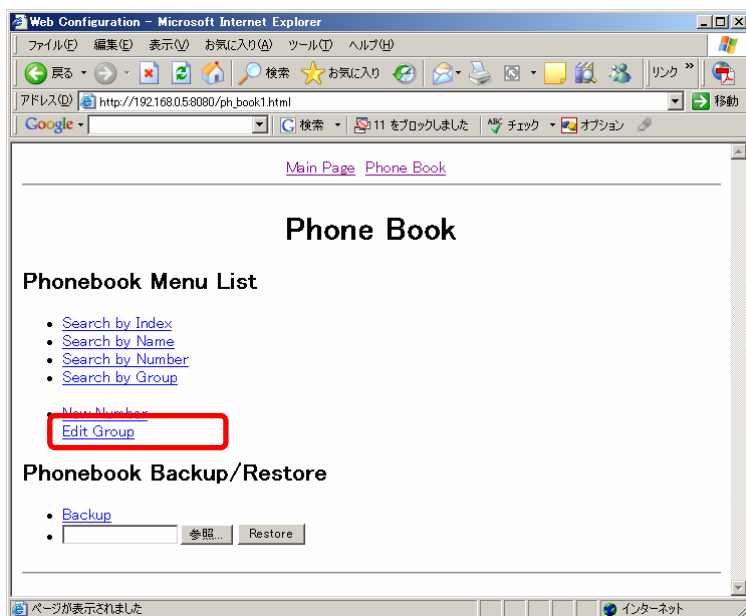 Web Configuration - Microsoft Internet Explorer
ファイル(F) 編集(E) 表示(V) お気に入り(A) ツール(T) ヘルプ(H)
戻る 検索 お気に入り リンク »
アドレス(D) http://192.168.0.5:8080/ph_book1.html 移動
Google 検索 11 をブロックしました ABC チェック オプション
Main Page Phone Book
Phone Book
Phonebook Menu List
Search by Index
Search by Name
Search by Number
Search by Group
New Number
Edit Group
Phonebook Backup/Restore
Backup
参照... Restore
ページが表示されました インターネット